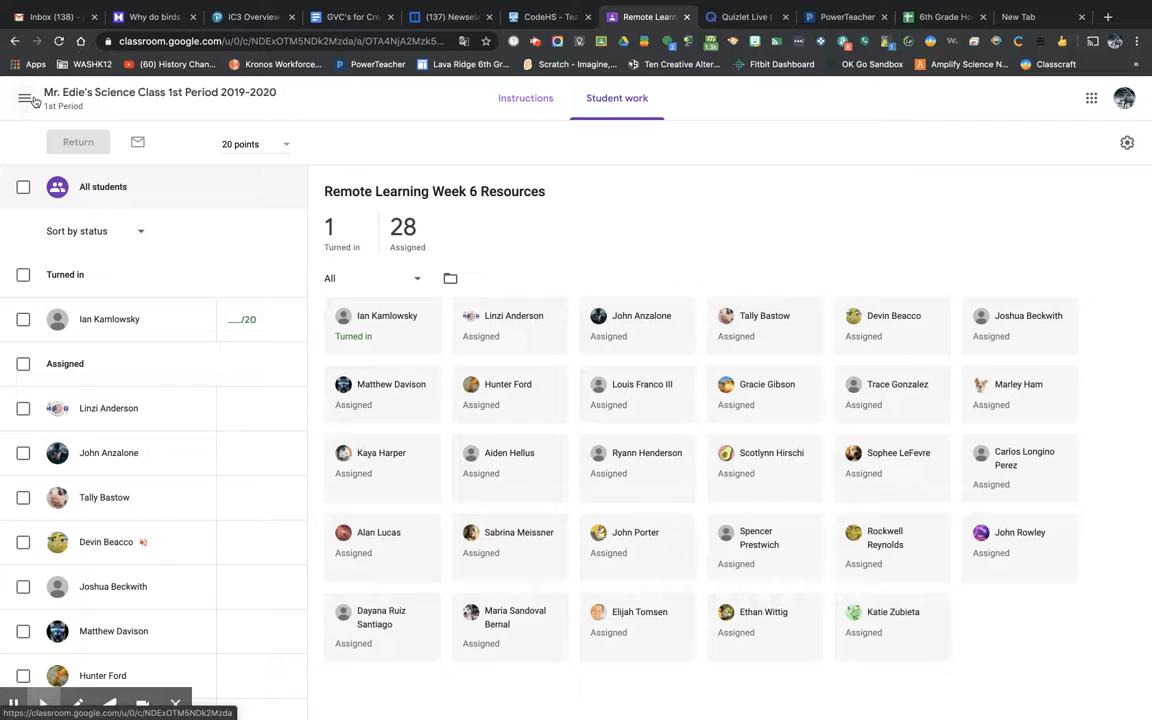 Inbox (138) -
Why do birds
IC3 Overview
GVC's for Cre
(137) Newsela
CodeHS - Tea
Remote Learn
Quizlet Live |
PowerTeacher
6th Grade Ho
New Tab
classroom.google.com/u/0/c/NDExOTM5NDk2Mzda/a/OTA4NjA2Mzk5...
Apps
WASHK12
(60) History Chan...
Kronos Workforce...
PowerTeacher
Lava Ridge 6th Gr...
Scratch - Imagine,...
Ten Creative Alter...
Fitbit Dashboard
OK Go Sandbox
Amplify Science N...
Classcraft
»
Mr. Edie's Science Class 1st Period 2019-2020
1st Period
Instructions
Student work
Return
20 points
All students
Sort by status
Turned in
Ian Kamlowsky
__/20
Assigned
Linzi Anderson
John Anzalone
Tally Bastow
Devin Beacco
Joshua Beckwith
Matthew Davison
Hunter Ford
Remote Learning Week 6 Resources
1
28
Turned in
Assigned
All
Ian Kamlowsky
Turned in
Linzi Anderson
Assigned
John Anzalone
Assigned
Tally Bastow
Assigned
Devin Beacco
Assigned
Joshua Beckwith
Assigned
Matthew Davison
Assigned
Hunter Ford
Assigned
Louis Franco III
Assigned
Gracie Gibson
Assigned
Trace Gonzalez
Assigned
Marley Ham
Assigned
Kaya Harper
Assigned
Aiden Hellus
Assigned
Ryann Henderson
Assigned
Scotlynn Hirschi
Assigned
Sophee LeFevre
Assigned
Carlos Longino
Perez
Assigned
Alan Lucas
Assigned
Sabrina Meissner
Assigned
John Porter
Assigned
Spencer
Prestwich
Assigned
Rockwell
Reynolds
Assigned
John Rowley
Assigned
Dayana Ruiz
Santiago
Assigned
Maria Sandoval
Bernal
Assigned
Elijah Tomsen
Assigned
Ethan Wittig
Assigned
Katie Zubieta
Assigned
https://classroom.google.com/u/0/c/NDExOTM5NDk2Mzda